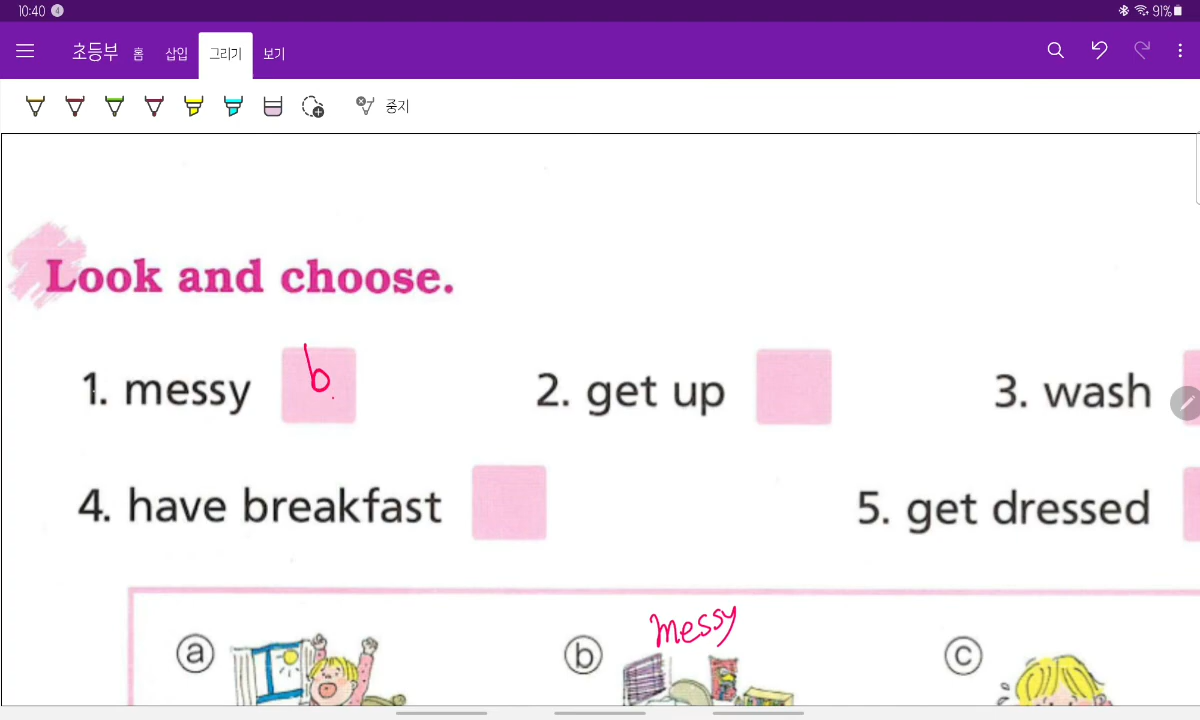 10:40 4 91%
초등부 홈 삽입 그리기 보기
중지
Look and choose.
1. messy b 2. get up 3. wash
4. have breakfast 5. get dressed
messy
a b c